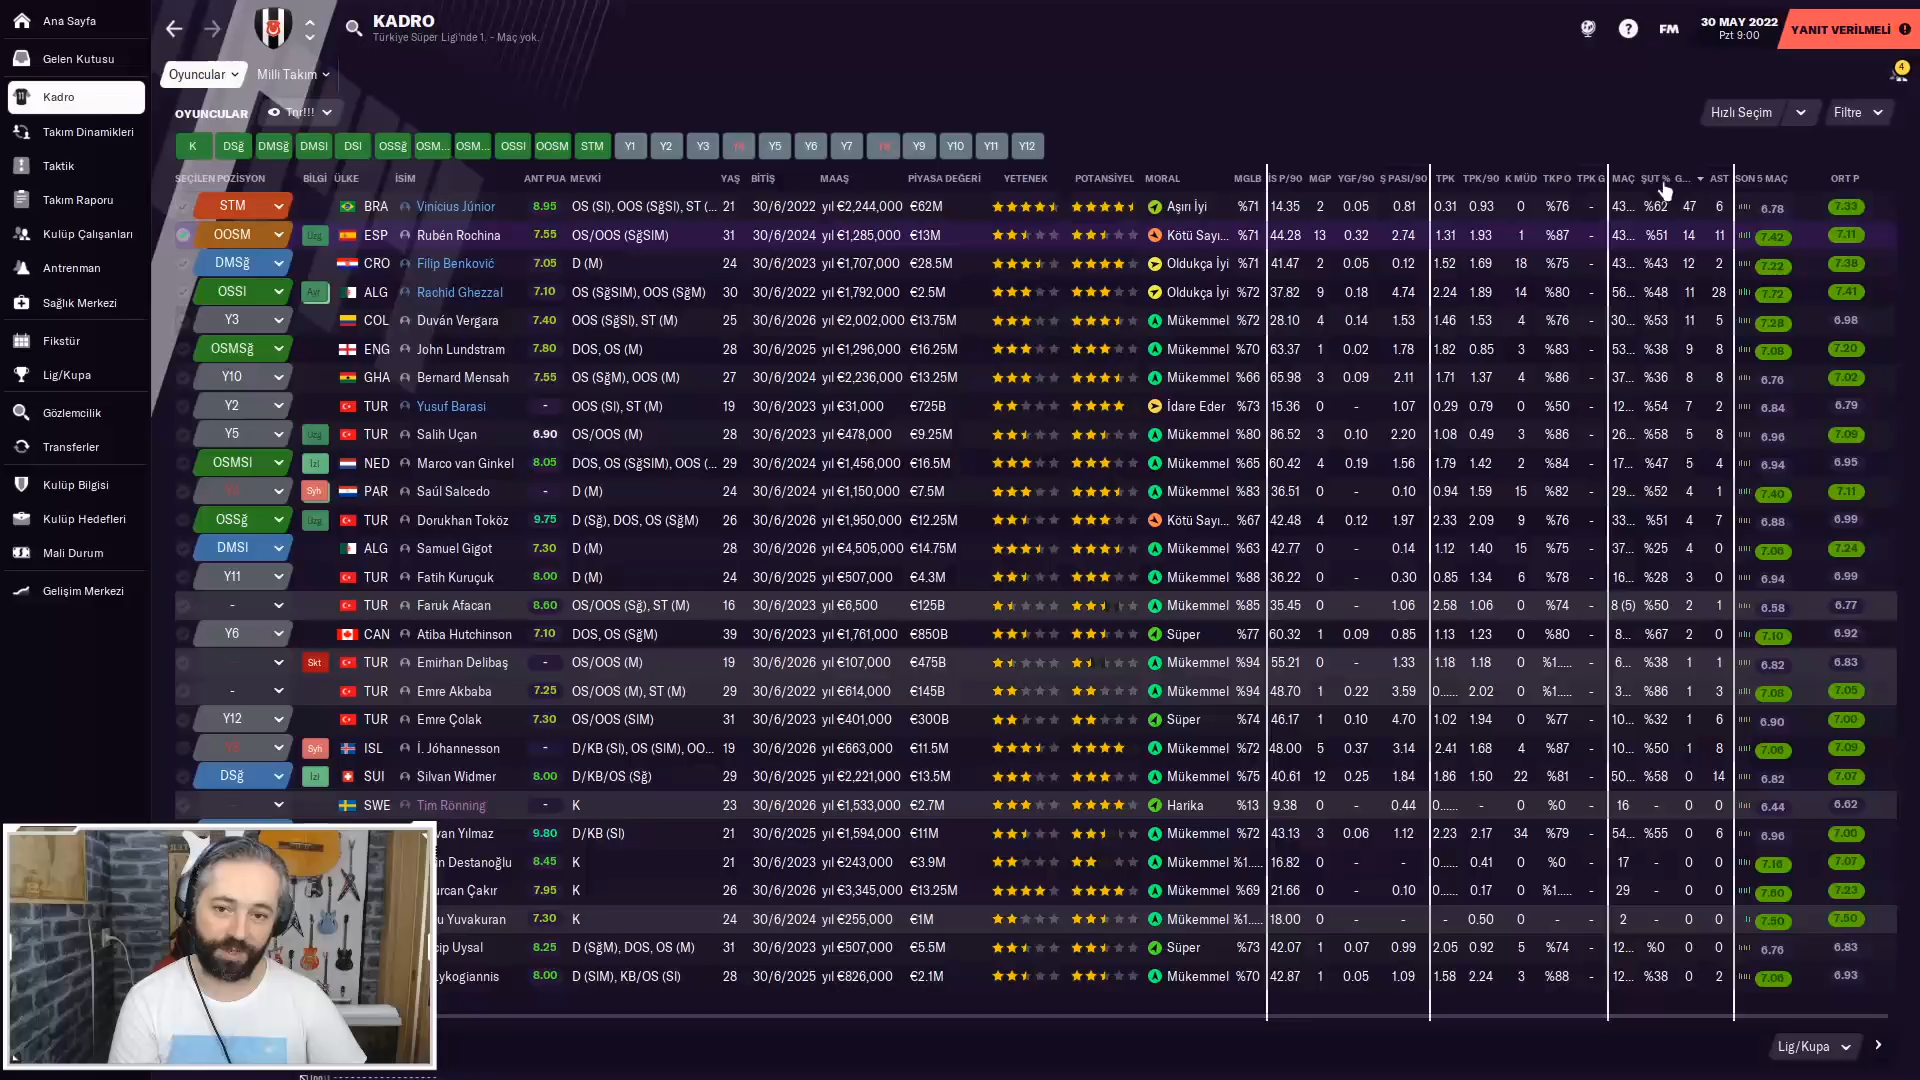 Ana Sayfa
Gelen Kutusu
Kadro
Takım Dinamikleri
Taktik
Takım Raporu
Kulüp Çalışanları
Antrenman
Sağlık Merkezi
Fikstür
Lig/Kupa
Gözlemcilik
Transferler
Kulüp Bilgisi
Kulüp Hedefleri
Mali Durum
Gelişim Merkezi
KADRO
Türkiye Süper Ligi'nde 1. - Maç yok.
FM
30 MAY 2022
Pzt 9:00
YANIT VERİLMELİ
4
Oyuncular
Milli Takım
OYUNCULAR
Tnr!!!
Hızlı Seçim
Filtre
K DSğ DMSğ DMSl DSl OSSğ OSM... OSM... OSSl OOSM STM Y1 Y2 Y3 Y5 Y6 Y7 Y9 Y10 Y11 Y12
SEÇİLEN POZİSYON BİLGİ ÜLKE İSİM ANT PUA MEVKİ YAŞ BİTİŞ MAAŞ PİYASA DEĞERİ YETENEK POTANSİYEL MORAL MGLB İS P/90 MGP YGF/90 Ş PASI/90 TPK TPK/90 K MÜD TKP O TPK G MAÇ ŞUT % G... AST SON 5 MAÇ ORT P
STM BRA Vinícius Júnior 8.95 OS (Sl), OOS (SğSl), ST (... 21 30/6/2022 yıl €2,244,000 €62M Aşırı İyi %71 14.35 2 0.05 0.81 0.31 0.93 0 %76 - 43... %62 47 6 6.78 7.33
OOSM Üzg ESP Rubén Rochina 7.55 OS/OOS (SğSlM) 31 30/6/2024 yıl €1,285,000 €13M Kötü Sayı... %71 44.28 13 0.32 2.74 1.31 1.93 1 %87 - 43... %51 14 11 7.42 7.11
DMSğ CRO Filip Benković 7.05 D (M) 24 30/6/2023 yıl €1,707,000 €28.5M Oldukça İyi %71 41.47 2 0.05 0.12 1.52 1.69 18 %75 - 43... %43 12 2 7.22 7.38
OSSl Ayr ALG Rachid Ghezzal 7.10 OS (SğSlM), OOS (SğM) 30 30/6/2022 yıl €1,792,000 €2.5M Oldukça İyi %72 37.82 9 0.18 4.74 2.24 1.89 14 %80 - 56... %48 11 28 7.72 7.41
Y3 COL Duván Vergara 7.40 OOS (SğSl), ST (M) 25 30/6/2026 yıl €2,002,000 €13.75M Mükemmel %72 28.10 4 0.14 1.53 1.46 1.53 4 %76 - 30... %53 11 5 7.28 6.98
OSMSğ ENG John Lundstram 7.80 DOS, OS (M) 28 30/6/2025 yıl €1,296,000 €16.25M Mükemmel %70 63.37 1 0.02 1.78 1.82 0.85 3 %83 - 53... %38 9 8 7.08 7.20
Y10 GHA Bernard Mensah 7.55 OS (SğM), OOS (M) 27 30/6/2024 yıl €2,236,000 €13.25M Mükemmel %66 65.98 3 0.09 2.11 1.71 1.37 4 %86 - 37... %36 8 8 6.76 7.02
Y2 TUR Yusuf Barasi - OOS (Sl), ST (M) 19 30/6/2023 yıl €31,000 €725B İdare Eder %73 15.36 0 - 1.07 0.29 0.79 0 %50 - 12... %54 7 2 6.84 6.79
Y5 Üzg TUR Salih Uçan 6.90 OS/OOS (M) 28 30/6/2023 yıl €478,000 €9.25M Mükemmel %80 86.52 3 0.10 2.20 1.08 0.49 3 %86 - 26... %58 5 8 6.96 7.09
OSMSl İzi NED Marco van Ginkel 8.05 DOS, OS (SğSlM), OOS (... 29 30/6/2024 yıl €1,456,000 €16.5M Mükemmel %65 60.42 4 0.19 1.56 1.79 1.42 2 %84 - 17... %47 5 4 6.94 6.95
Syh PAR Saúl Salcedo - D (M) 24 30/6/2024 yıl €1,150,000 €7.5M Mükemmel %83 36.51 0 - 0.10 0.94 1.59 15 %82 - 29... %52 4 1 7.40 7.11
OSSğ Üzg TUR Dorukhan Toköz 9.75 D (Sğ), DOS, OS (SğM) 26 30/6/2026 yıl €1,950,000 €12.25M Kötü Sayı... %67 42.48 4 0.12 1.97 2.33 2.09 9 %76 - 33... %51 4 7 6.88 6.99
DMSl ALG Samuel Gigot 7.30 D (M) 28 30/6/2026 yıl €4,505,000 €14.75M Mükemmel %63 42.77 0 - 0.14 1.12 1.40 15 %75 - 37... %25 4 0 7.06 7.24
Y11 TUR Fatih Kuruçuk 8.00 D (M) 24 30/6/2025 yıl €507,000 €4.3M Mükemmel %88 36.22 0 - 0.30 0.85 1.34 6 %78 - 16... %28 3 0 6.94 6.99
- TUR Faruk Afacan 8.60 OS/OOS (Sğ), ST (M) 16 30/6/2023 yıl €6,500 €125B Mükemmel %85 35.45 0 - 1.06 2.58 1.06 0 %74 - 8 (5) %50 2 1 6.58 6.77
Y6 CAN Atiba Hutchinson 7.10 DOS, OS (SğM) 39 30/6/2023 yıl €1,761,000 €850B Süper %77 60.32 1 0.09 0.85 1.13 1.23 0 %80 - 8... %67 2 0 7.10 6.92
Skt TUR Emirhan Delibaş - OS/OOS (M) 19 30/6/2026 yıl €107,000 €475B Mükemmel %94 55.21 0 - 1.33 1.18 1.18 0 %1..... - 6... %38 1 1 6.82 6.83
- TUR Emre Akbaba 7.25 OS/OOS (M), ST (M) 29 30/6/2022 yıl €614,000 €145B Mükemmel %94 48.70 1 0.22 3.59 0...... 2.02 0 %1..... - 3... %86 1 3 7.08 7.05
Y12 TUR Emre Çolak 7.30 OS/OOS (SlM) 31 30/6/2023 yıl €401,000 €300B Süper %74 46.17 1 0.10 4.70 1.02 1.94 0 %77 - 10... %32 1 6 6.90 7.00
Syh ISL İ. Jóhannesson - D/KB (Sl), OS (SlM), OO... 19 30/6/2026 yıl €663,000 €11.5M Mükemmel %72 48.00 5 0.37 3.14 2.41 1.68 4 %87 - 10... %50 1 8 7.06 7.09
DSğ İzi SUI Silvan Widmer 8.00 D/KB/OS (Sğ) 29 30/6/2025 yıl €2,221,000 €13.5M Mükemmel %75 40.61 12 0.25 1.84 1.86 1.50 22 %81 - 50... %58 0 14 6.82 7.07
SWE Tim Rönning - K 23 30/6/2026 yıl €1,533,000 €2.7M Harika %13 9.38 0 - 0.44 0...... - 0 %0 - 16 - 0 0 6.44 6.62
van Yılmaz 9.80 D/KB (Sl) 21 30/6/2025 yıl €1,594,000 €11M Mükemmel %72 43.13 3 0.06 1.12 2.23 2.17 34 %79 - 54... %55 0 6 6.96 7.00
in Destanoğlu 8.45 K 21 30/6/2026 yıl €243,000 €3.9M Mükemmel %1..... 16.82 0 - - 0...... 0.41 0 %0 - 17 - 0 0 7.16 7.07
urcan Çakır 7.95 K 26 30/6/2026 yıl €3,345,000 €13.25M Mükemmel %69 21.66 0 - 0.10 0...... 0.17 0 %1..... - 29 - 0 0 7.60 7.23
u Yuvakuran 7.30 K 24 30/6/2024 yıl €255,000 €1M Mükemmel %1..... 18.00 0 - - - 0.50 0 - - 2 - 0 0 7.50 7.50
cip Uysal 8.25 D (SğM), DOS, OS (M) 31 30/6/2023 yıl €507,000 €5.5M Süper %73 42.07 1 0.07 0.99 2.05 0.92 5 %74 - 12... %0 0 0 6.76 6.83
ykogiannis 8.00 D (SlM), KB/OS (Sl) 28 30/6/2025 yıl €826,000 €2.1M Mükemmel %70 42.87 1 0.05 1.09 1.58 2.24 3 %88 - 12... %38 0 2 7.06 6.93
Lig/Kupa